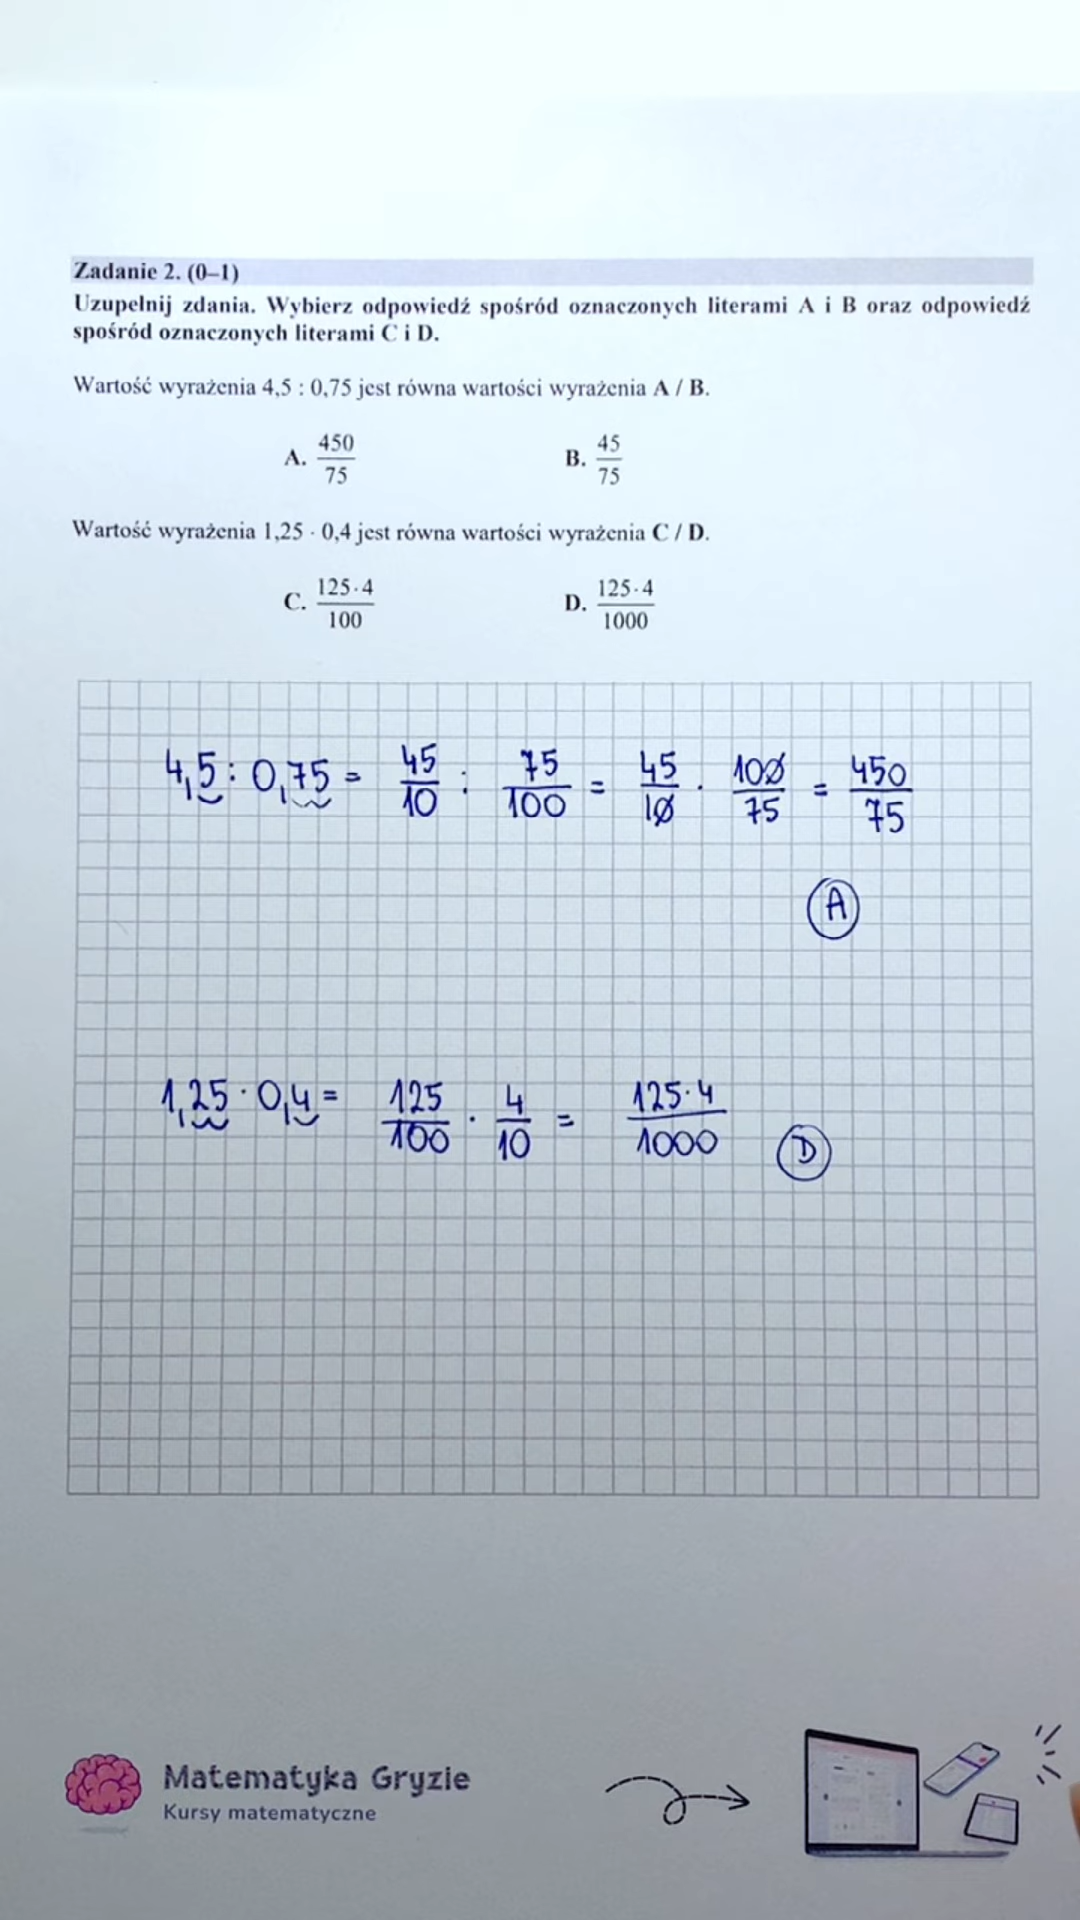 Zadanie 2. (0–1)
Uzupełnij zdania. Wybierz odpowiedź spośród oznaczonych literami A i B oraz odpowiedź
spośród oznaczonych literami C i D.
Wartość wyrażenia 4,5 : 0,75 jest równa wartości wyrażenia A / B.
A. 450/75 B. 45/75
Wartość wyrażenia 1,25 · 0,4 jest równa wartości wyrażenia C / D.
C. 125·4/100 D. 125·4/1000
4,5 : 0,75 = 45/10 : 75/100 = 45/10 · 100/75 = 450/75
A
1,25 · 0,4 = 125/100 · 4/10 = 125·4/1000 D
Matematyka Gryzie
Kursy matematyczne